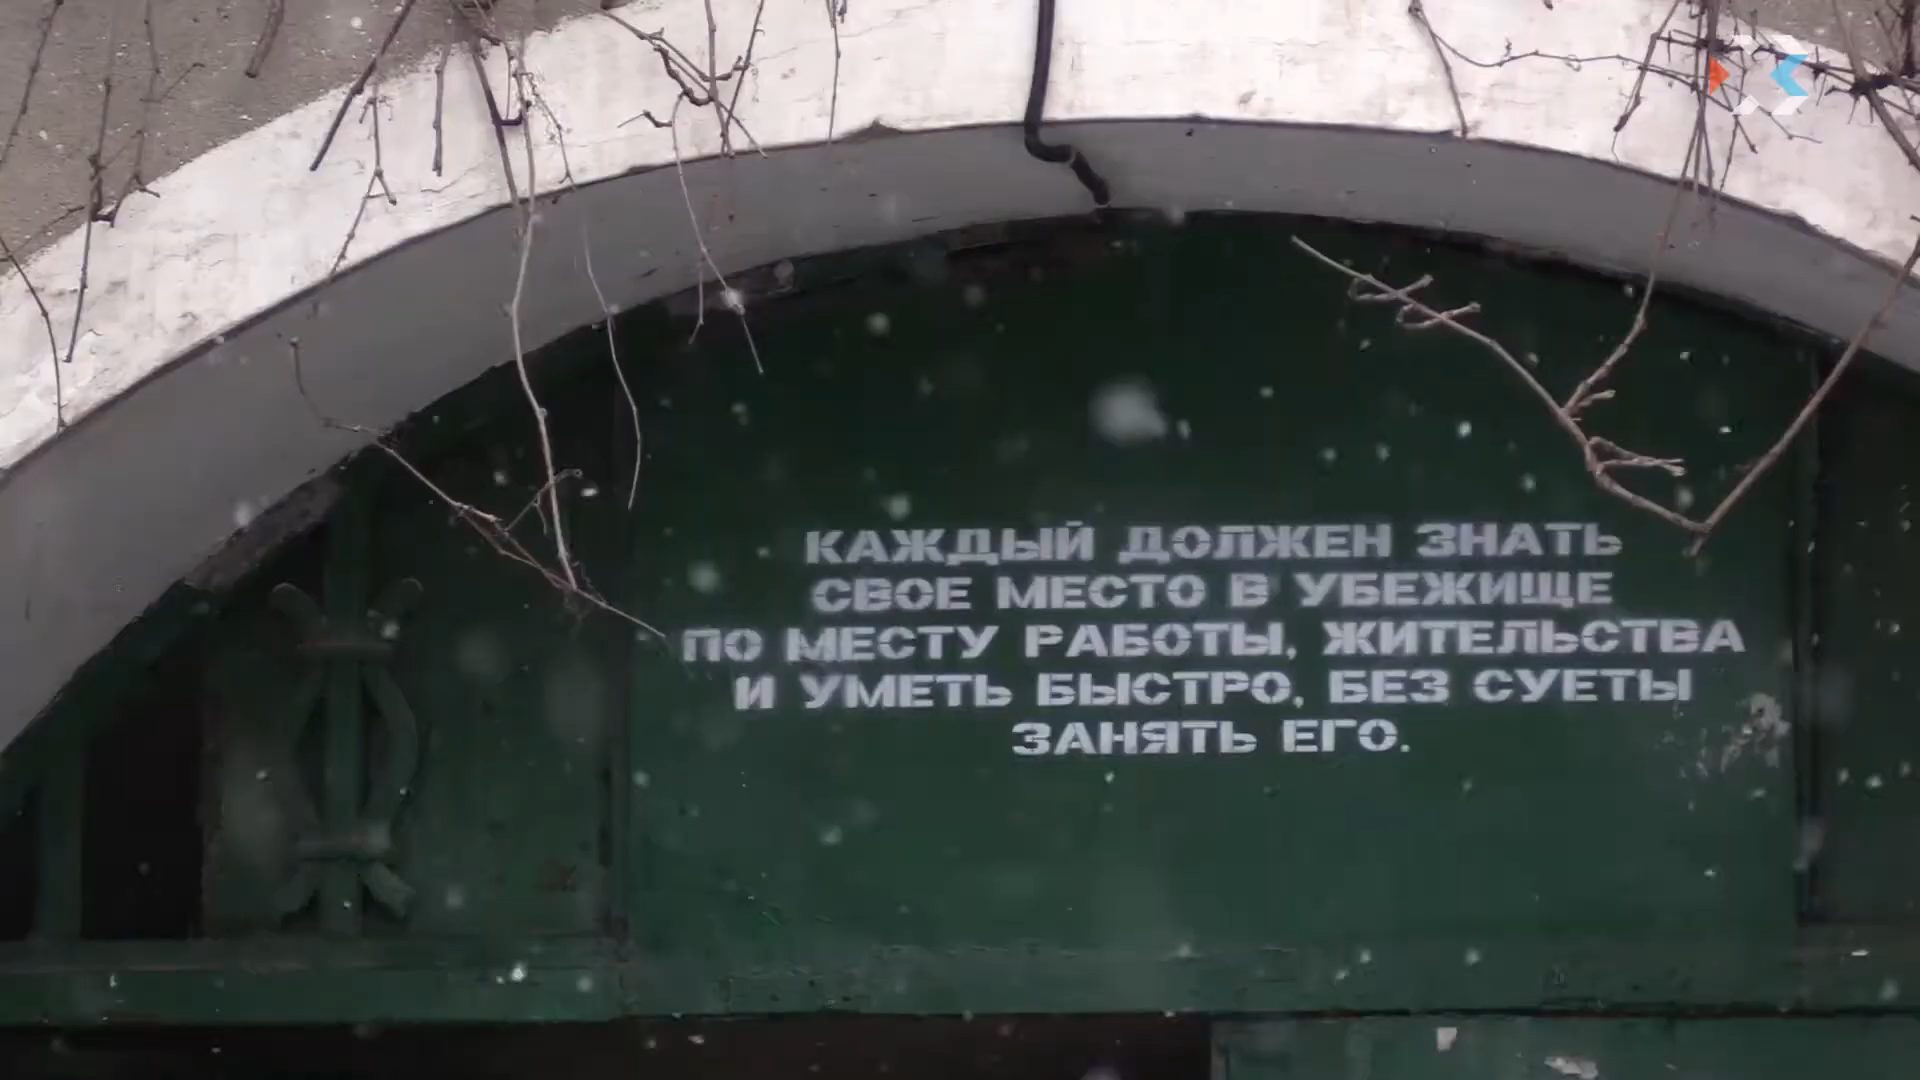 КАЖДЫЙ ДОЛЖЕН ЗНАТЬ
СВОЕ МЕСТО В УБЕЖИЩЕ
ПО МЕСТУ РАБОТЫ, ЖИТЕЛЬСТВА
И УМЕТЬ БЫСТРО, БЕЗ СУЕТЫ
ЗАНЯТЬ ЕГО.